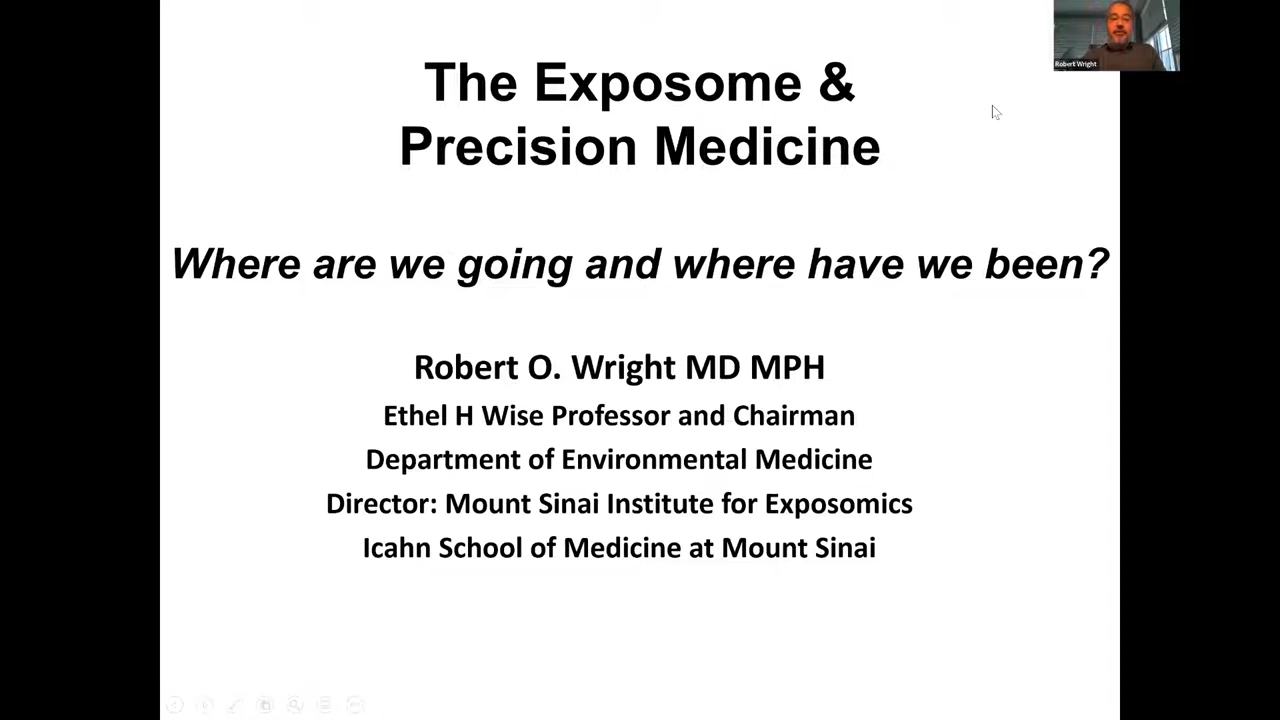 The Exposome &
Precision Medicine
Where are we going and where have we been?
Robert O. Wright MD MPH
Ethel H Wise Professor and Chairman
Department of Environmental Medicine
Director: Mount Sinai Institute for Exposomics
Icahn School of Medicine at Mount Sinai
Robert Wright